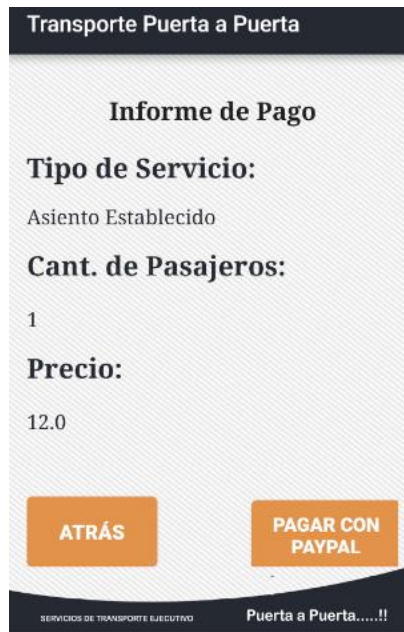 Transporte Puerta a Puerta
Informe de Pago
Tipo de Servicio:
Asiento Establecido
Cant. de Pasajeros:
1
Precio:
12.0
ATRÁS
PAGAR CON
PAYPAL
SERVICIOS DE TRANSPORTE EJECUTIVO
Puerta a Puerta.....!!